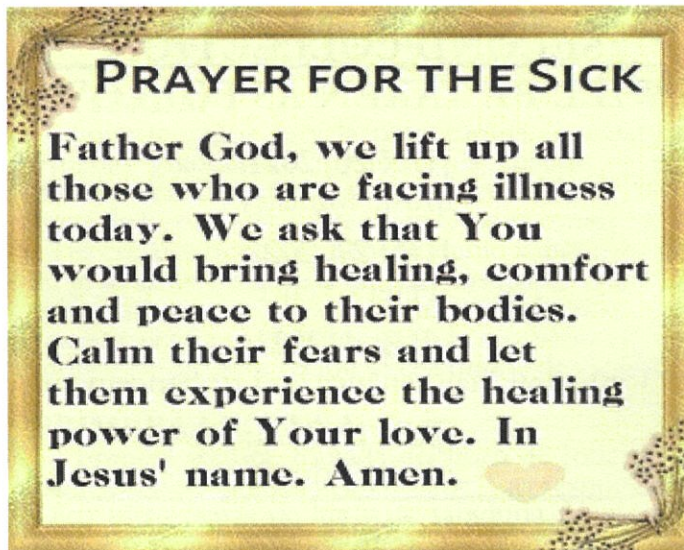 PRAYER FOR THE SICK
Father God, we lift up all
those who are facing illness
today. We ask that You
would bring healing, comfort
and peace to their bodies.
Calm their fears and let
them experience the healing
power of Your love. In
Jesus' name. Amen.